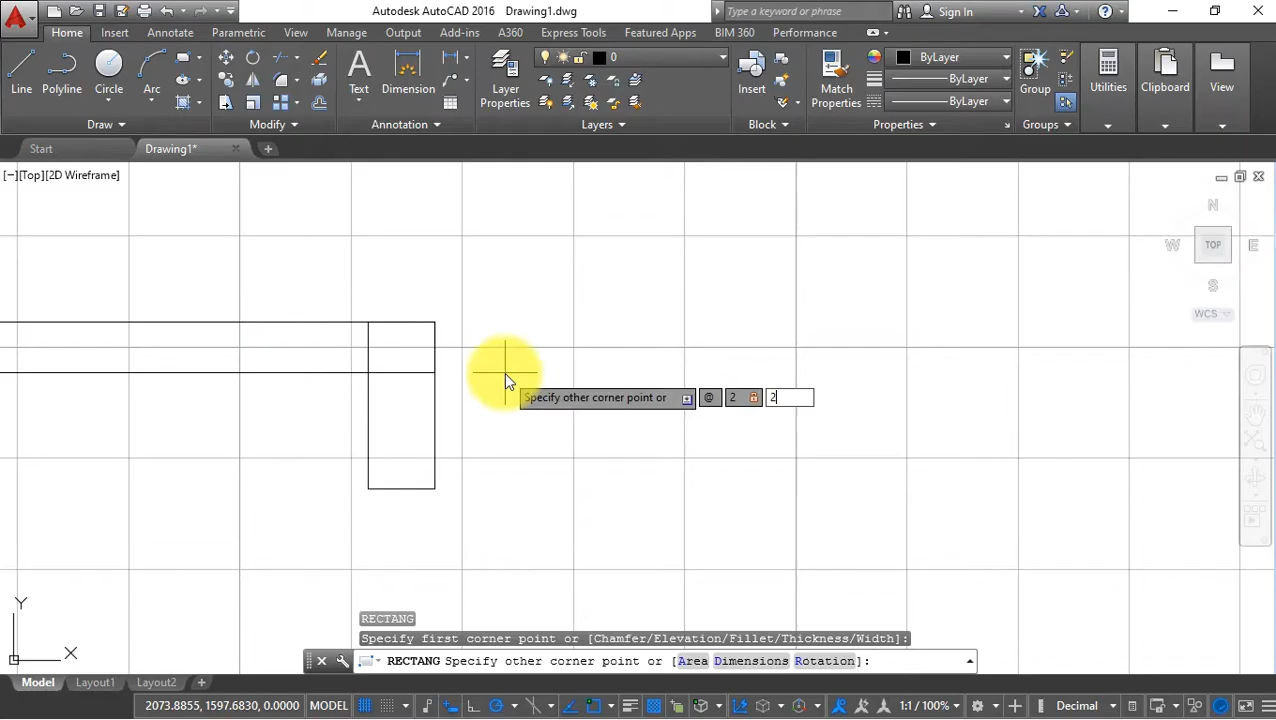 Autodesk AutoCAD 2016 Drawing1.dwg
Type a keyword or phrase
Sign In
Home Insert Annotate Parametric View Manage Output Add-ins A360 Express Tools Featured Apps BIM 360 Performance
Line Polyline Circle Arc
Text Dimension
Layer Properties
0
Insert
Match Properties
ByLayer
ByLayer
ByLayer
Group
Utilities
Clipboard
View
Draw Modify Annotation Layers Block Properties Groups
Start Drawing1*
[−][Top][2D Wireframe]
N
W TOP E
S
WCS
Specify other corner point or @ 2 2
Y
X
RECTANG
Specify first corner point or [Chamfer/Elevation/Fillet/Thickness/Width]:
RECTANG Specify other corner point or [Area Dimensions Rotation]:
Model Layout1 Layout2
2073.8855, 1597.6830, 0.0000 MODEL 1:1 / 100% Decimal